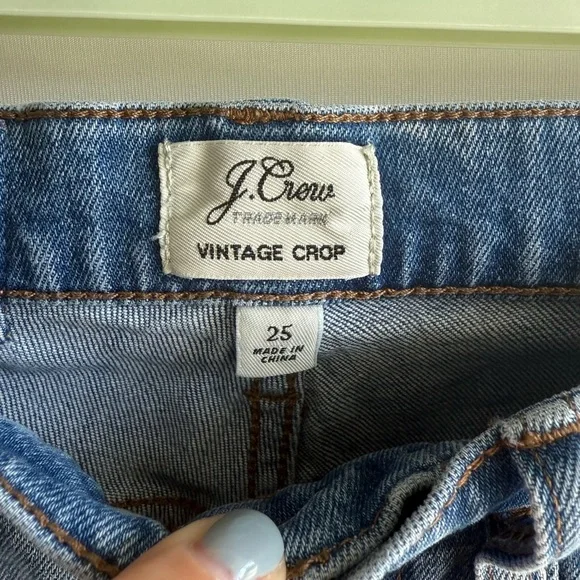 J.Crew
TRADEMARK
VINTAGE CROP
25
MADE IN
CHINA